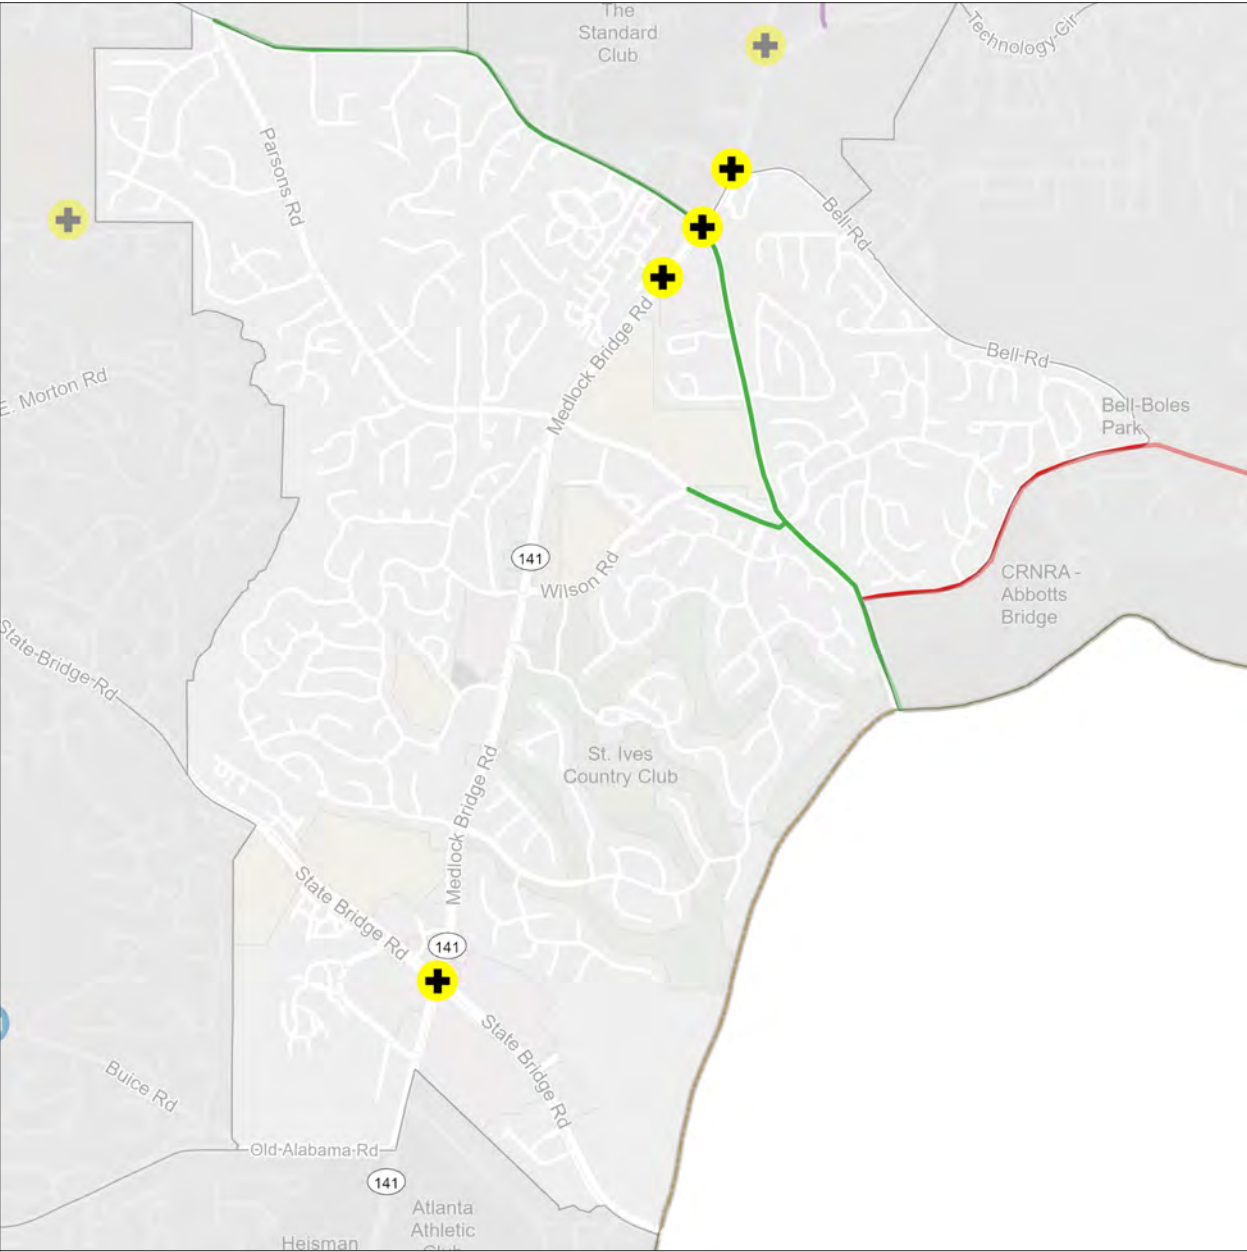 The
Standard
Club
Technology-Cir
Parsons Rd
Bell-Rd
Medlock Bridge Rd
Bell-Rd
E. Morton Rd
Bell-Boles
Park
141
Wilson Rd
CRNRA -
Abbotts
Bridge
State-Bridge-Rd
St. Ives
Country Club
Medlock Bridge Rd
State Bridge Rd
141
State Bridge Rd
Buice Rd
Old-Alabama-Rd
141
Atlanta
Athletic
Club
Heisman